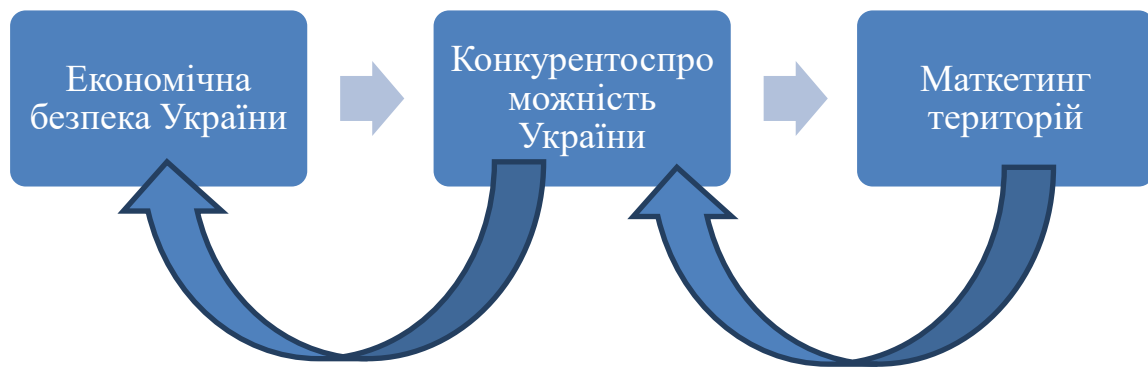 Економічна
безпека України
Конкурентоспро
можність
України
Маткетинг
територій